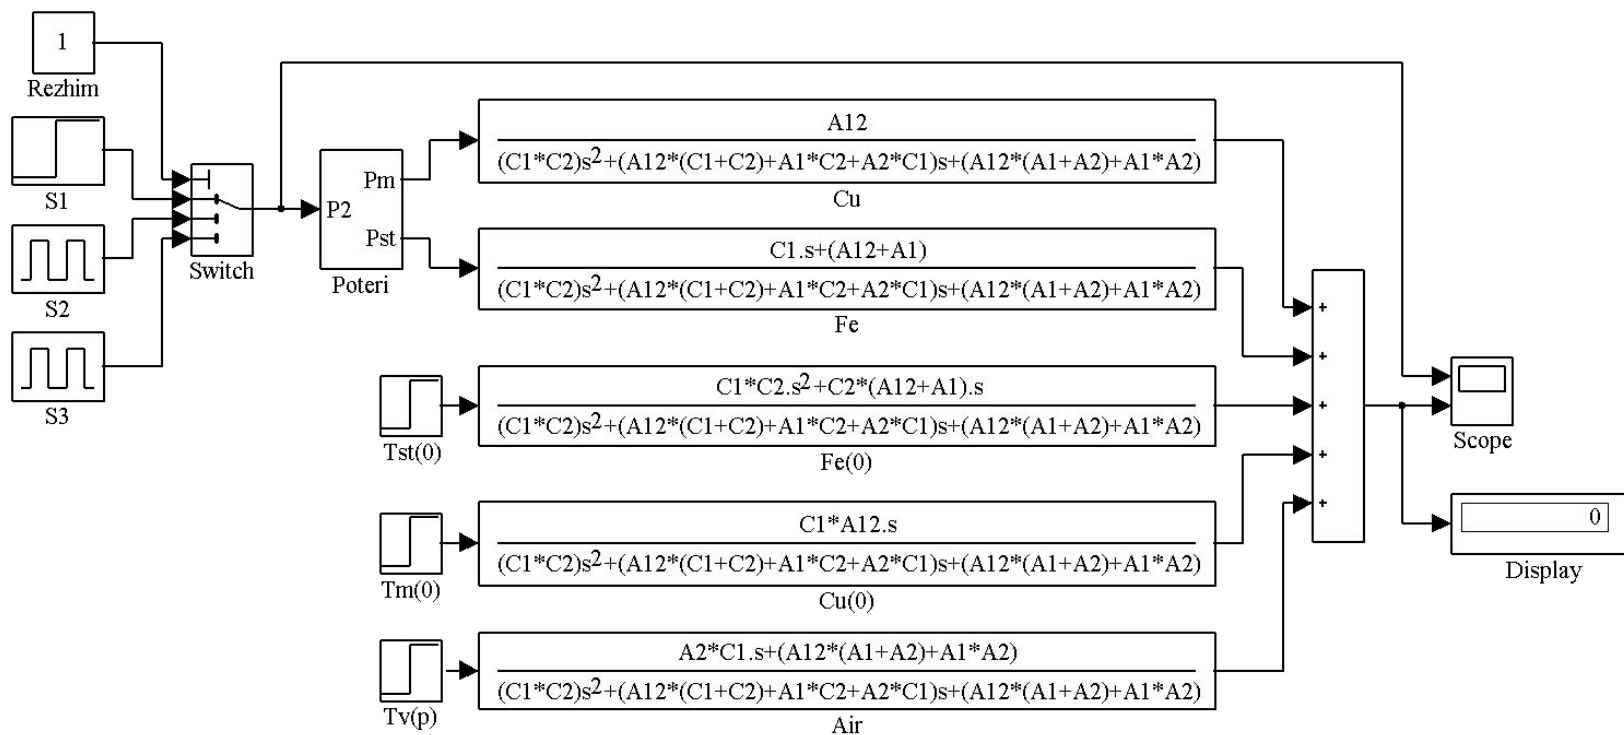 1
Rezhim
S1
S2
S3
Switch
P2
Pm
Pst
Poteri
A12
(C1*C2)s2+(A12*(C1+C2)+A1*C2+A2*C1)s+(A12*(A1+A2)+A1*A2)
Cu
C1.s+(A12+A1)
(C1*C2)s2+(A12*(C1+C2)+A1*C2+A2*C1)s+(A12*(A1+A2)+A1*A2)
Fe
Tst(0)
C1*C2.s2+C2*(A12+A1).s
(C1*C2)s2+(A12*(C1+C2)+A1*C2+A2*C1)s+(A12*(A1+A2)+A1*A2)
Fe(0)
Tm(0)
C1*A12.s
(C1*C2)s2+(A12*(C1+C2)+A1*C2+A2*C1)s+(A12*(A1+A2)+A1*A2)
Cu(0)
Tv(p)
A2*C1.s+(A12*(A1+A2)+A1*A2)
(C1*C2)s2+(A12*(C1+C2)+A1*C2+A2*C1)s+(A12*(A1+A2)+A1*A2)
Air
+
+
+
+
+
Scope
0
Display